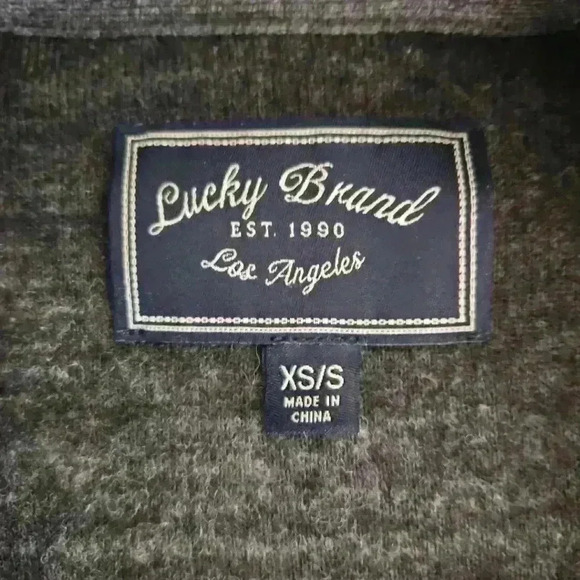 Lucky Brand
EST. 1990
Los Angeles
XS/S
MADE IN
CHINA